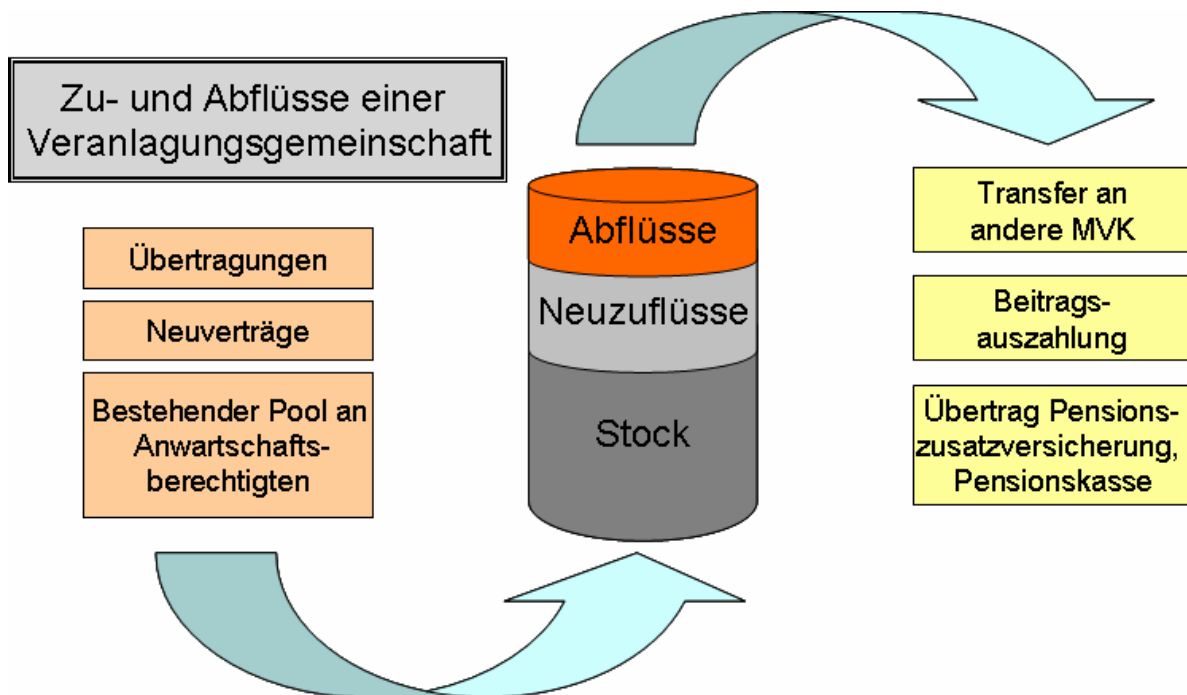 Zu- und Abflüsse einer
Veranlagungsgemeinschaft
Übertragungen
Neuverträge
Bestehender Pool an
Anwartschafts-
berechtigten
Abflüsse
Neuzuflüsse
Stock
Transfer an
andere MVK
Beitrags-
auszahlung
Übertrag Pensions-
zusatzversicherung,
Pensionskasse